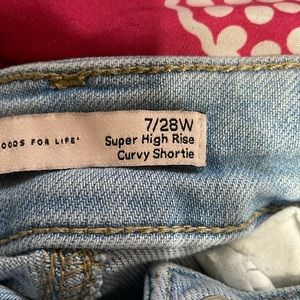 OODS FOR LIFE'
7/28W
Super High Rise
Curvy Shortie